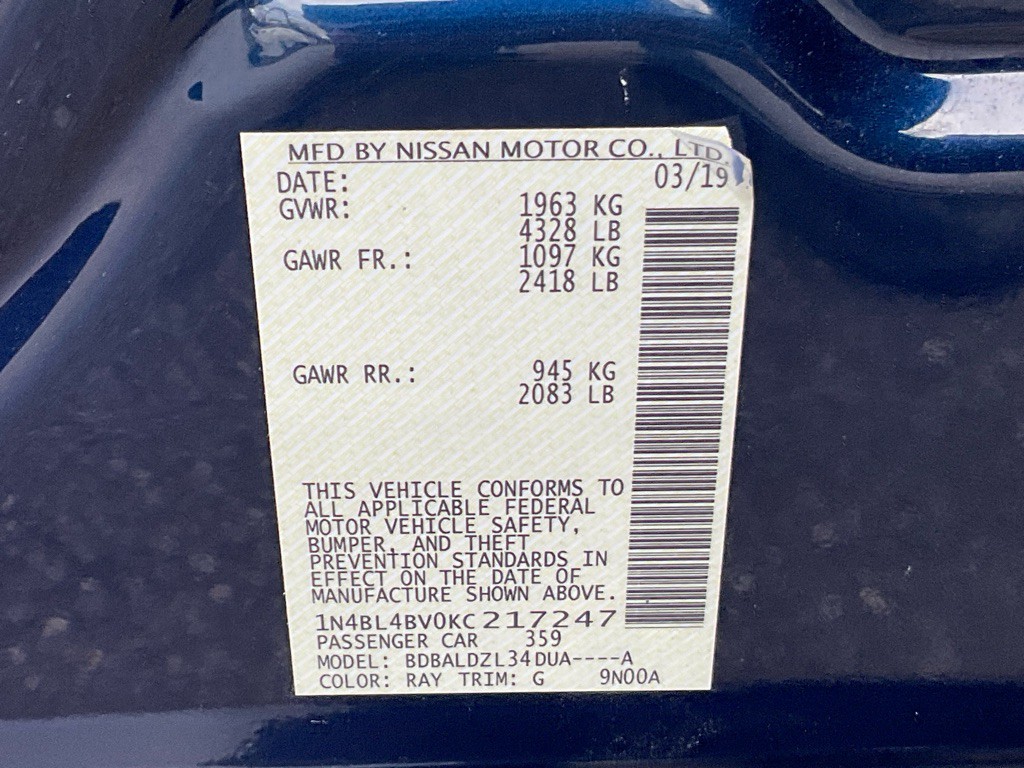 MFD BY NISSAN MOTOR CO., LTD.
DATE: 03/19
GVWR: 1963 KG
4328 LB
GAWR FR.: 1097 KG
2418 LB
GAWR RR.: 945 KG
2083 LB
THIS VEHICLE CONFORMS TO
ALL APPLICABLE FEDERAL
MOTOR VEHICLE SAFETY,
BUMPER, AND THEFT
PREVENTION STANDARDS IN
EFFECT ON THE DATE OF
MANUFACTURE SHOWN ABOVE.
1N4BL4BV0KC217247
PASSENGER CAR 359
MODEL: BDBALDZL34DUA----A
COLOR: RAY TRIM: G 9N00A